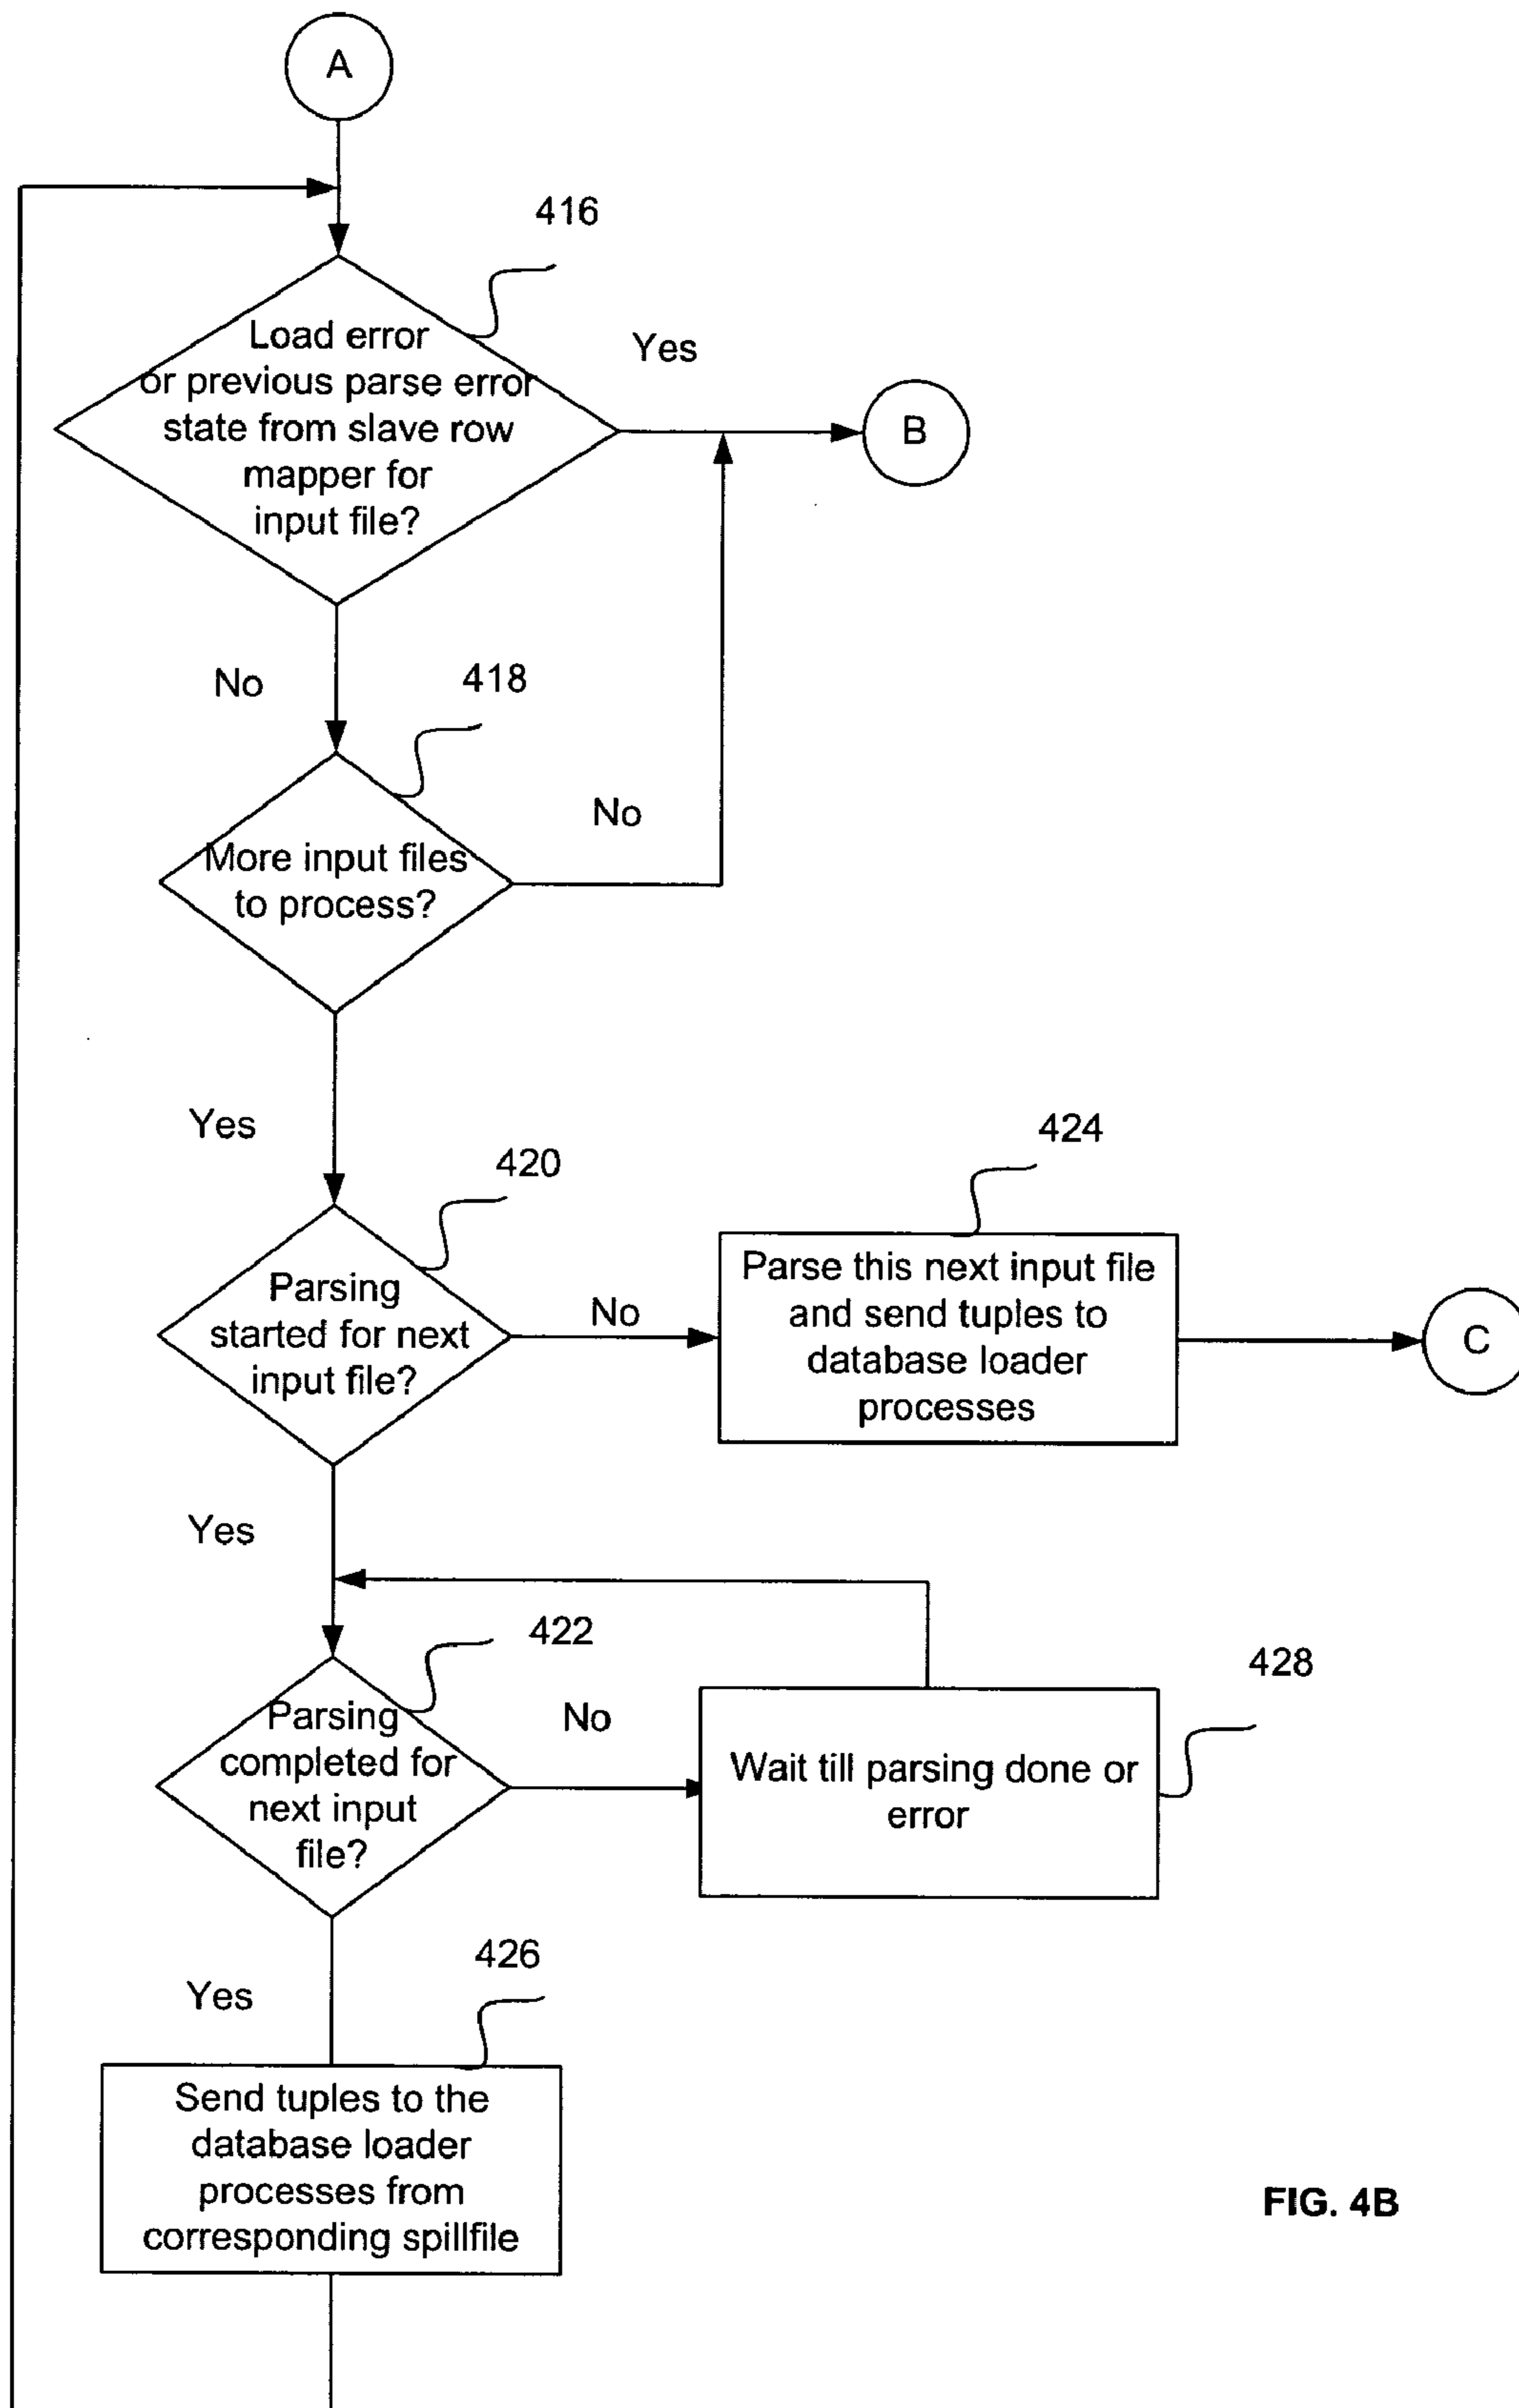 A
416
Load error
or previous parse error
state from slave row
mapper for
input file?
Yes
B
No
418
More input files
to process?
No
Yes
420
424
Parsing
started for next
input file?
No
Parse this next input file
and send tuples to
database loader
processes
C
Yes
422
428
Parsing
completed for
next input
file?
No
Wait till parsing done or
error
Yes
426
Send tuples to the
database loader
processes from
corresponding spillfile
FIG. 4B